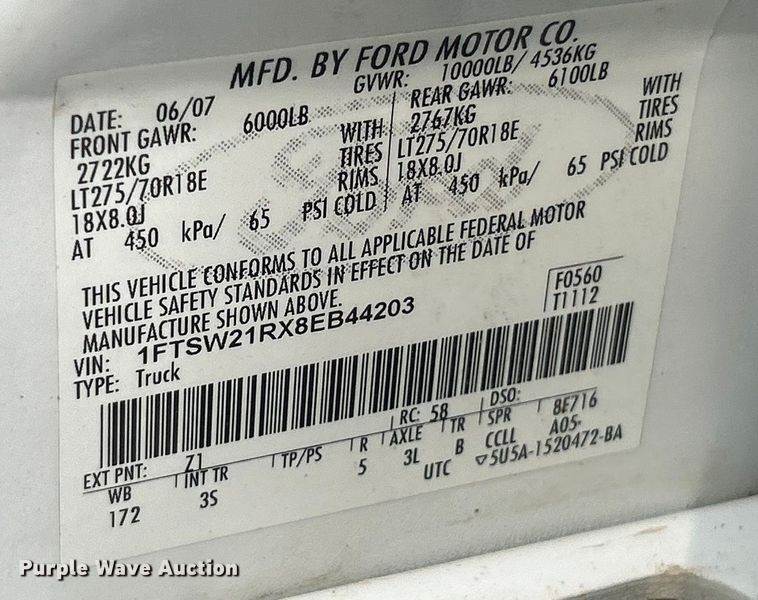 MFD. BY FORD MOTOR CO.
DATE: 06/07 GVWR: 10000LB/ 4536KG
FRONT GAWR: 6000LB REAR GAWR: 6100LB
2722KG WITH 2767KG WITH
LT275/70R18E TIRES LT275/70R18E TIRES
18X8.0J RIMS 18X8.0J RIMS
AT 450 kPa/ 65 PSI COLD AT 450 kPa/ 65 PSI COLD
THIS VEHICLE CONFORMS TO ALL APPLICABLE FEDERAL MOTOR
VEHICLE SAFETY STANDARDS IN EFFECT ON THE DATE OF
MANUFACTURE SHOWN ABOVE.
VIN: 1FTSW21RX8EB44203 F0560
TYPE: Truck T1112
EXT PNT: Z1 RC: 58 DSO: 8E716
WB INT TR TP/PS R AXLE TR SPR A05-
172 3S 5 3L B CCLL
UTC ▽5U5A-1520472-BA
Purple Wave Auction